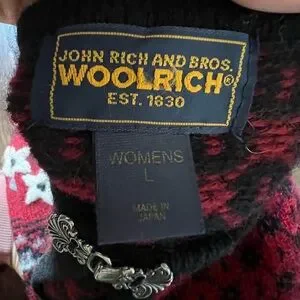 JOHN RICH AND BROS.
WOOLRICH®
EST. 1830
WOMENS
L
MADE IN
JAPAN